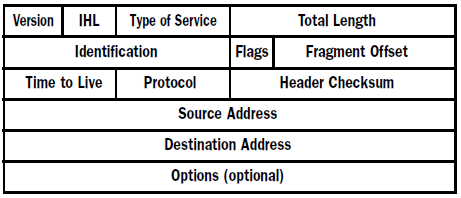 Version IHL Type of Service Total Length
Identification Flags Fragment Offset
Time to Live Protocol Header Checksum
Source Address
Destination Address
Options (optional)